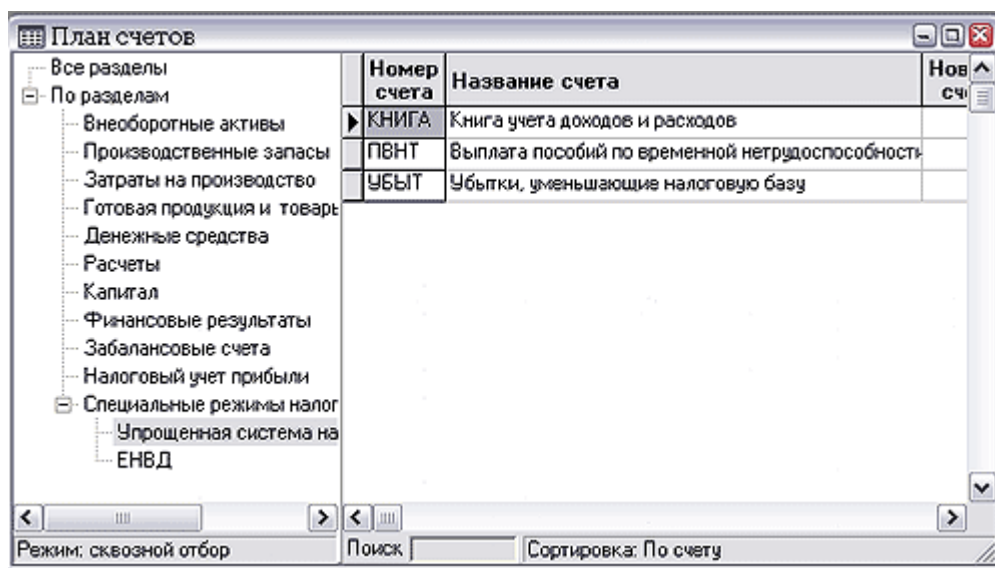 План счетов
Все разделы
По разделам
Внеоборотные активы
Производственные запасы
Затраты на производство
Готовая продукция и товары
Денежные средства
Расчеты
Капитал
Финансовые результаты
Забалансовые счета
Налоговый учет прибыли
Специальные режимы налог
Упрощенная система на
ЕНВД
Режим: сквозной отбор
Номер счета Название счета Нов сч
КНИГА Книга учета доходов и расходов
ПВНТ Выплата пособий по временной нетрудоспособности
УБЫТ Убытки, уменьшающие налоговую базу
Поиск Сортировка: По счету